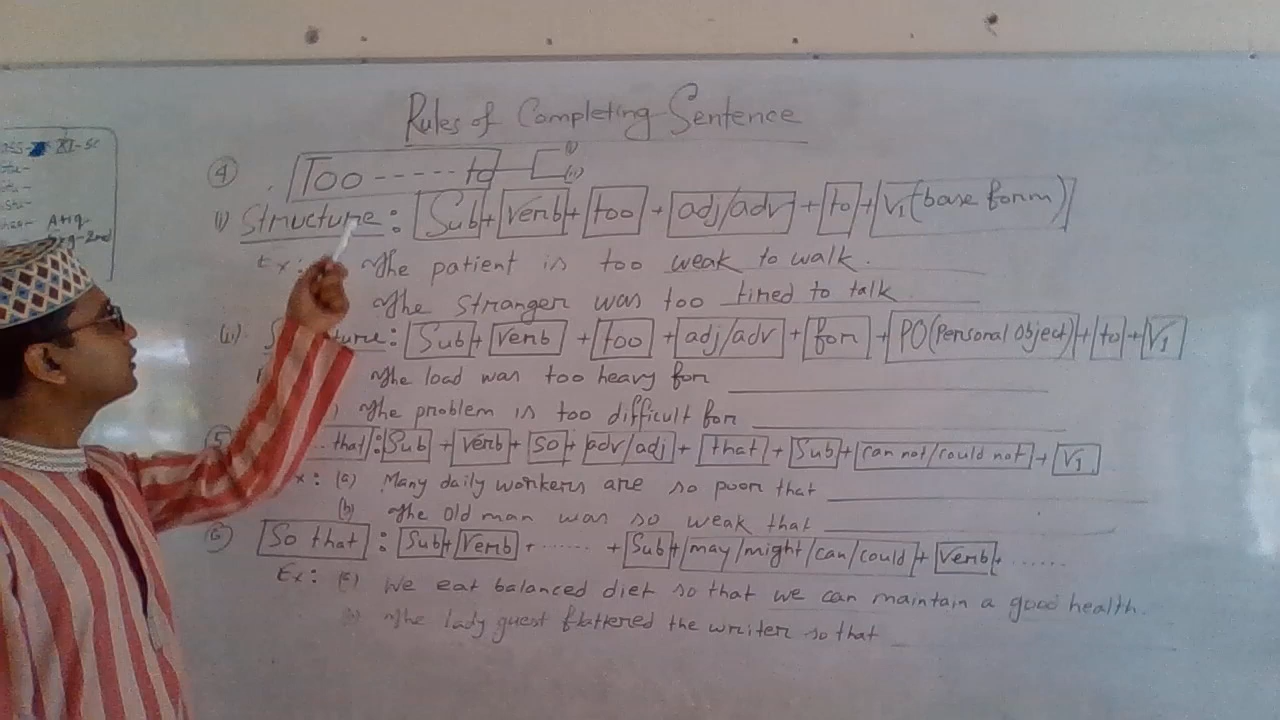 Rules of Completing Sentence
④ Too ----- to (i) (ii)
i) Structure: Sub + Verb + too + adj/adv + to + V1 (base form)
Ex: The patient is too weak to walk.
The stranger was too tired to talk
(ii) Sub + Verb + too + adj/adv + for + PO (Personal Object) + to + V1
The load was too heavy for
The problem is too difficult for
that: Sub + Verb + so + adv/adj + that + Sub + can not/could not + V1
(a) Many daily workers are so poor that
(b) The old man was so weak that
⑥ So that : Sub + Verb + ...... + Sub + may/might/can/could + Verb + ......
Ex: we eat balanced diet so that we can maintain a good health.
The lady guest flattered the writer so that